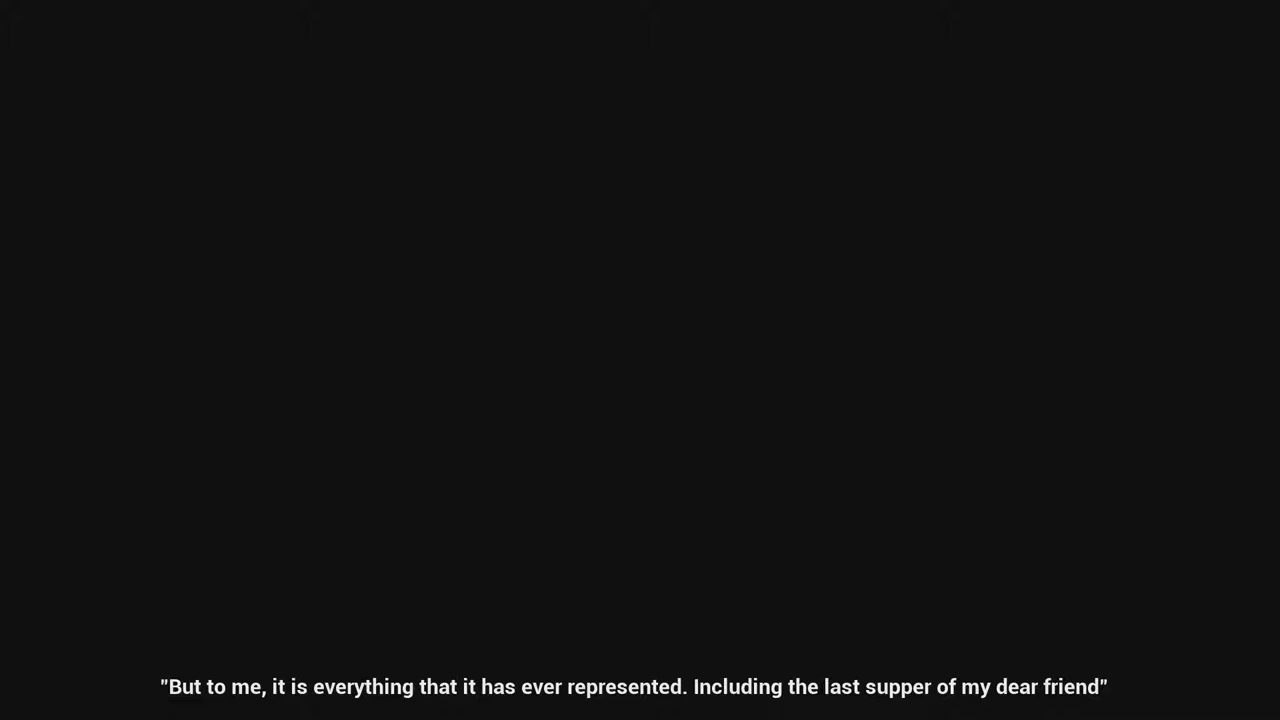 "But to me, it is everything that it has ever represented. Including the last supper of my dear friend"